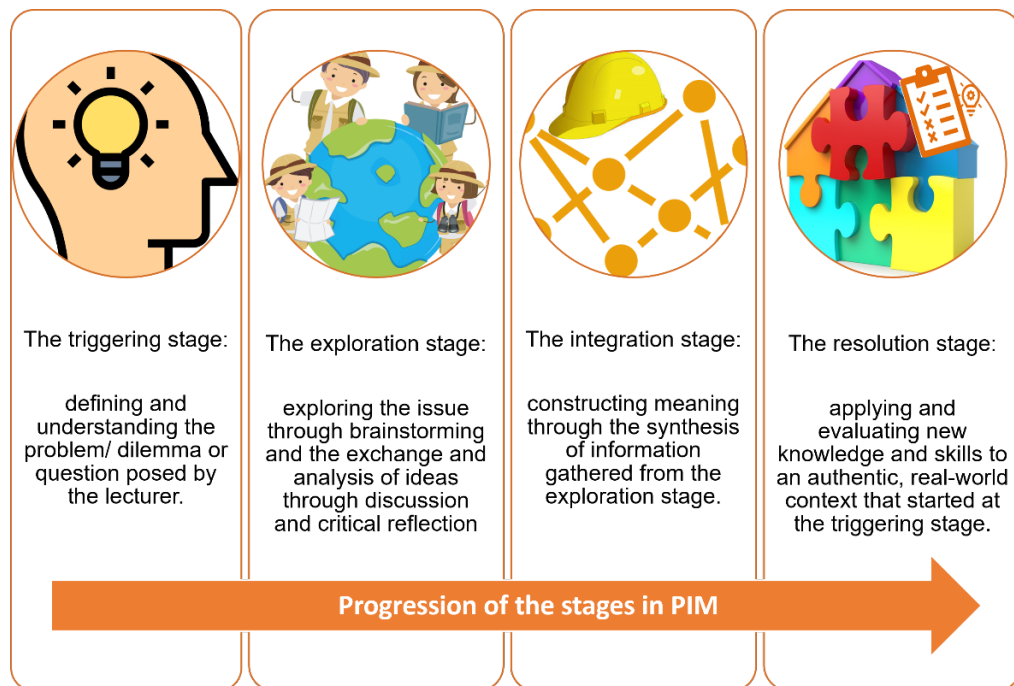 The triggering stage:
defining and
understanding the
problem/ dilemma or
question posed by
the lecturer.
The exploration stage:
exploring the issue
through brainstorming
and the exchange and
analysis of ideas
through discussion
and critical reflection
The integration stage:
constructing meaning
through the synthesis
of information
gathered from the
exploration stage.
The resolution stage:
applying and
evaluating new
knowledge and skills to
an authentic, real-world
context that started at
the triggering stage.
Progression of the stages in PIM